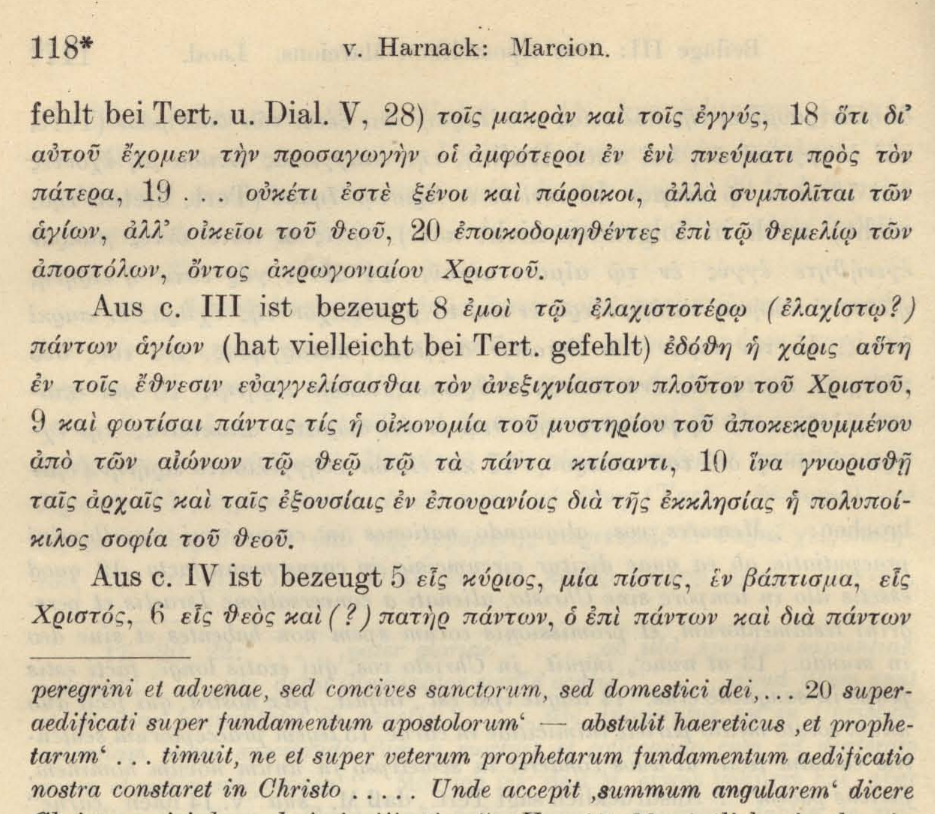 118*
v. Harnack: Marcion.
fehlt bei Tert. u. Dial. V, 28) τοῖς μακρὰν καὶ τοῖς ἐγγύς, 18 ὅτι δι'
αὐτοῦ ἔχομεν τὴν προσαγωγὴν οἱ ἀμφότεροι ἐν ἑνὶ πνεύματι πρὸς τὸν
πάτερα, 19 . . . οὐκέτι ἐστὲ ξένοι καὶ πάροικοι, ἀλλὰ συμπολῖται τῶν
ἁγίων, ἀλλ' οἰκεῖοι τοῦ θεοῦ, 20 ἐποικοδομηθέντες ἐπὶ τῷ θεμελίῳ τῶν
ἀποστόλων, ὄντος ἀκρωγονιαίου Χριστοῦ.
Aus c. III ist bezeugt 8 ἐμοὶ τῷ ἐλαχιστοτέρῳ (ἐλαχίστῳ?)
πάντων ἁγίων (hat vielleicht bei Tert. gefehlt) ἐδόθη ἡ χάρις αὕτη
ἐν τοῖς ἔθνεσιν εὐαγγελίσασθαι τὸν ἀνεξιχνίαστον πλοῦτον τοῦ Χριστοῦ,
9 καὶ φωτίσαι πάντας τίς ἡ οἰκονομία τοῦ μυστηρίου τοῦ ἀποκεκρυμμένου
ἀπὸ τῶν αἰώνων τῷ θεῷ τῷ τὰ πάντα κτίσαντι, 10 ἵνα γνωρισθῇ
ταῖς ἀρχαῖς καὶ ταῖς ἐξουσίαις ἐν ἐπουρανίοις διὰ τῆς ἐκκλησίας ἡ πολυποί-
κιλος σοφία τοῦ θεοῦ.
Aus c. IV ist bezeugt 5 εἷς κύριος, μία πίστις, ἓν βάπτισμα, εἷς
Χριστός, 6 εἷς θεὸς καὶ (?) πατὴρ πάντων, ὁ ἐπὶ πάντων καὶ διὰ πάντων
peregrini et advenae, sed concives sanctorum, sed domestici dei,... 20 super-
aedificati super fundamentum apostolorum‘ — abstulit haereticus ‚et prophe-
tarum‘ . . . timuit, ne et super veterum prophetarum fundamentum aedificatio
nostra constaret in Christo ..... Unde accepit ‚summum angularem‘ dicere